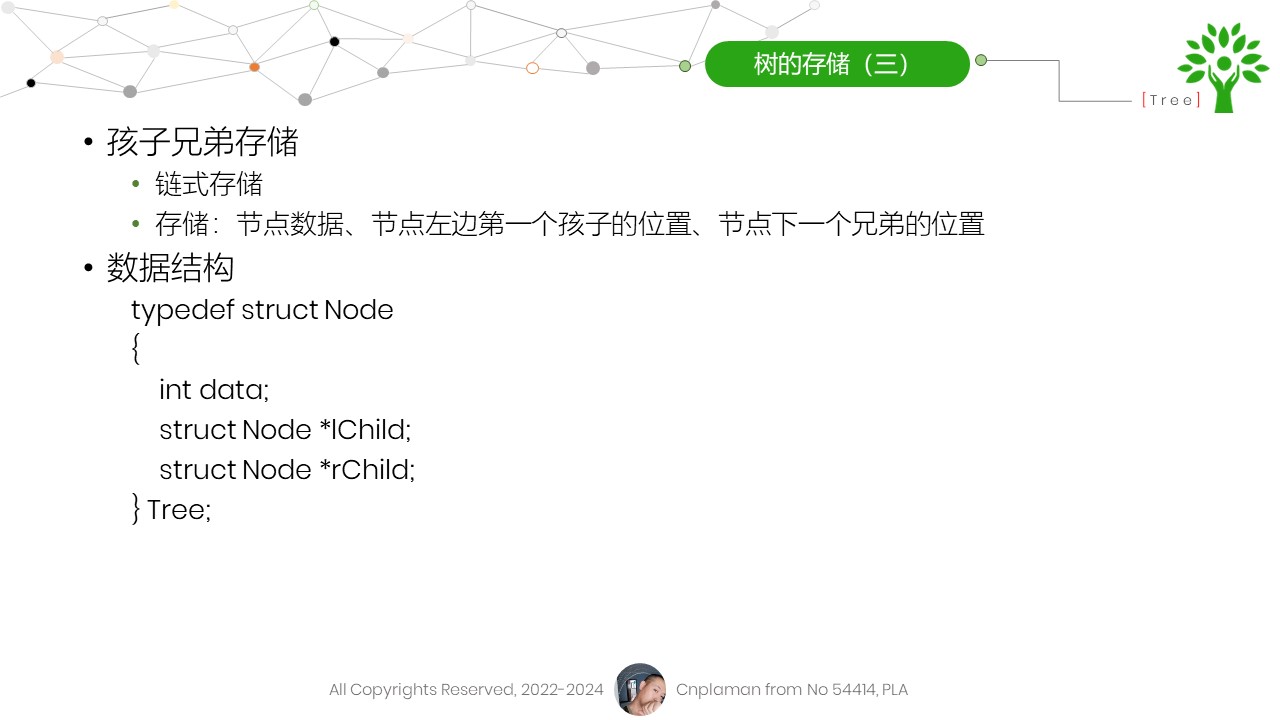 树的存储（三）
[Tree]
• 孩子兄弟存储
• 链式存储
• 存储：节点数据、节点左边第一个孩子的位置、节点下一个兄弟的位置
• 数据结构
typedef struct Node
{
int data;
struct Node *lChild;
struct Node *rChild;
} Tree;
All Copyrights Reserved, 2022-2024 Cnplaman from No 54414, PLA